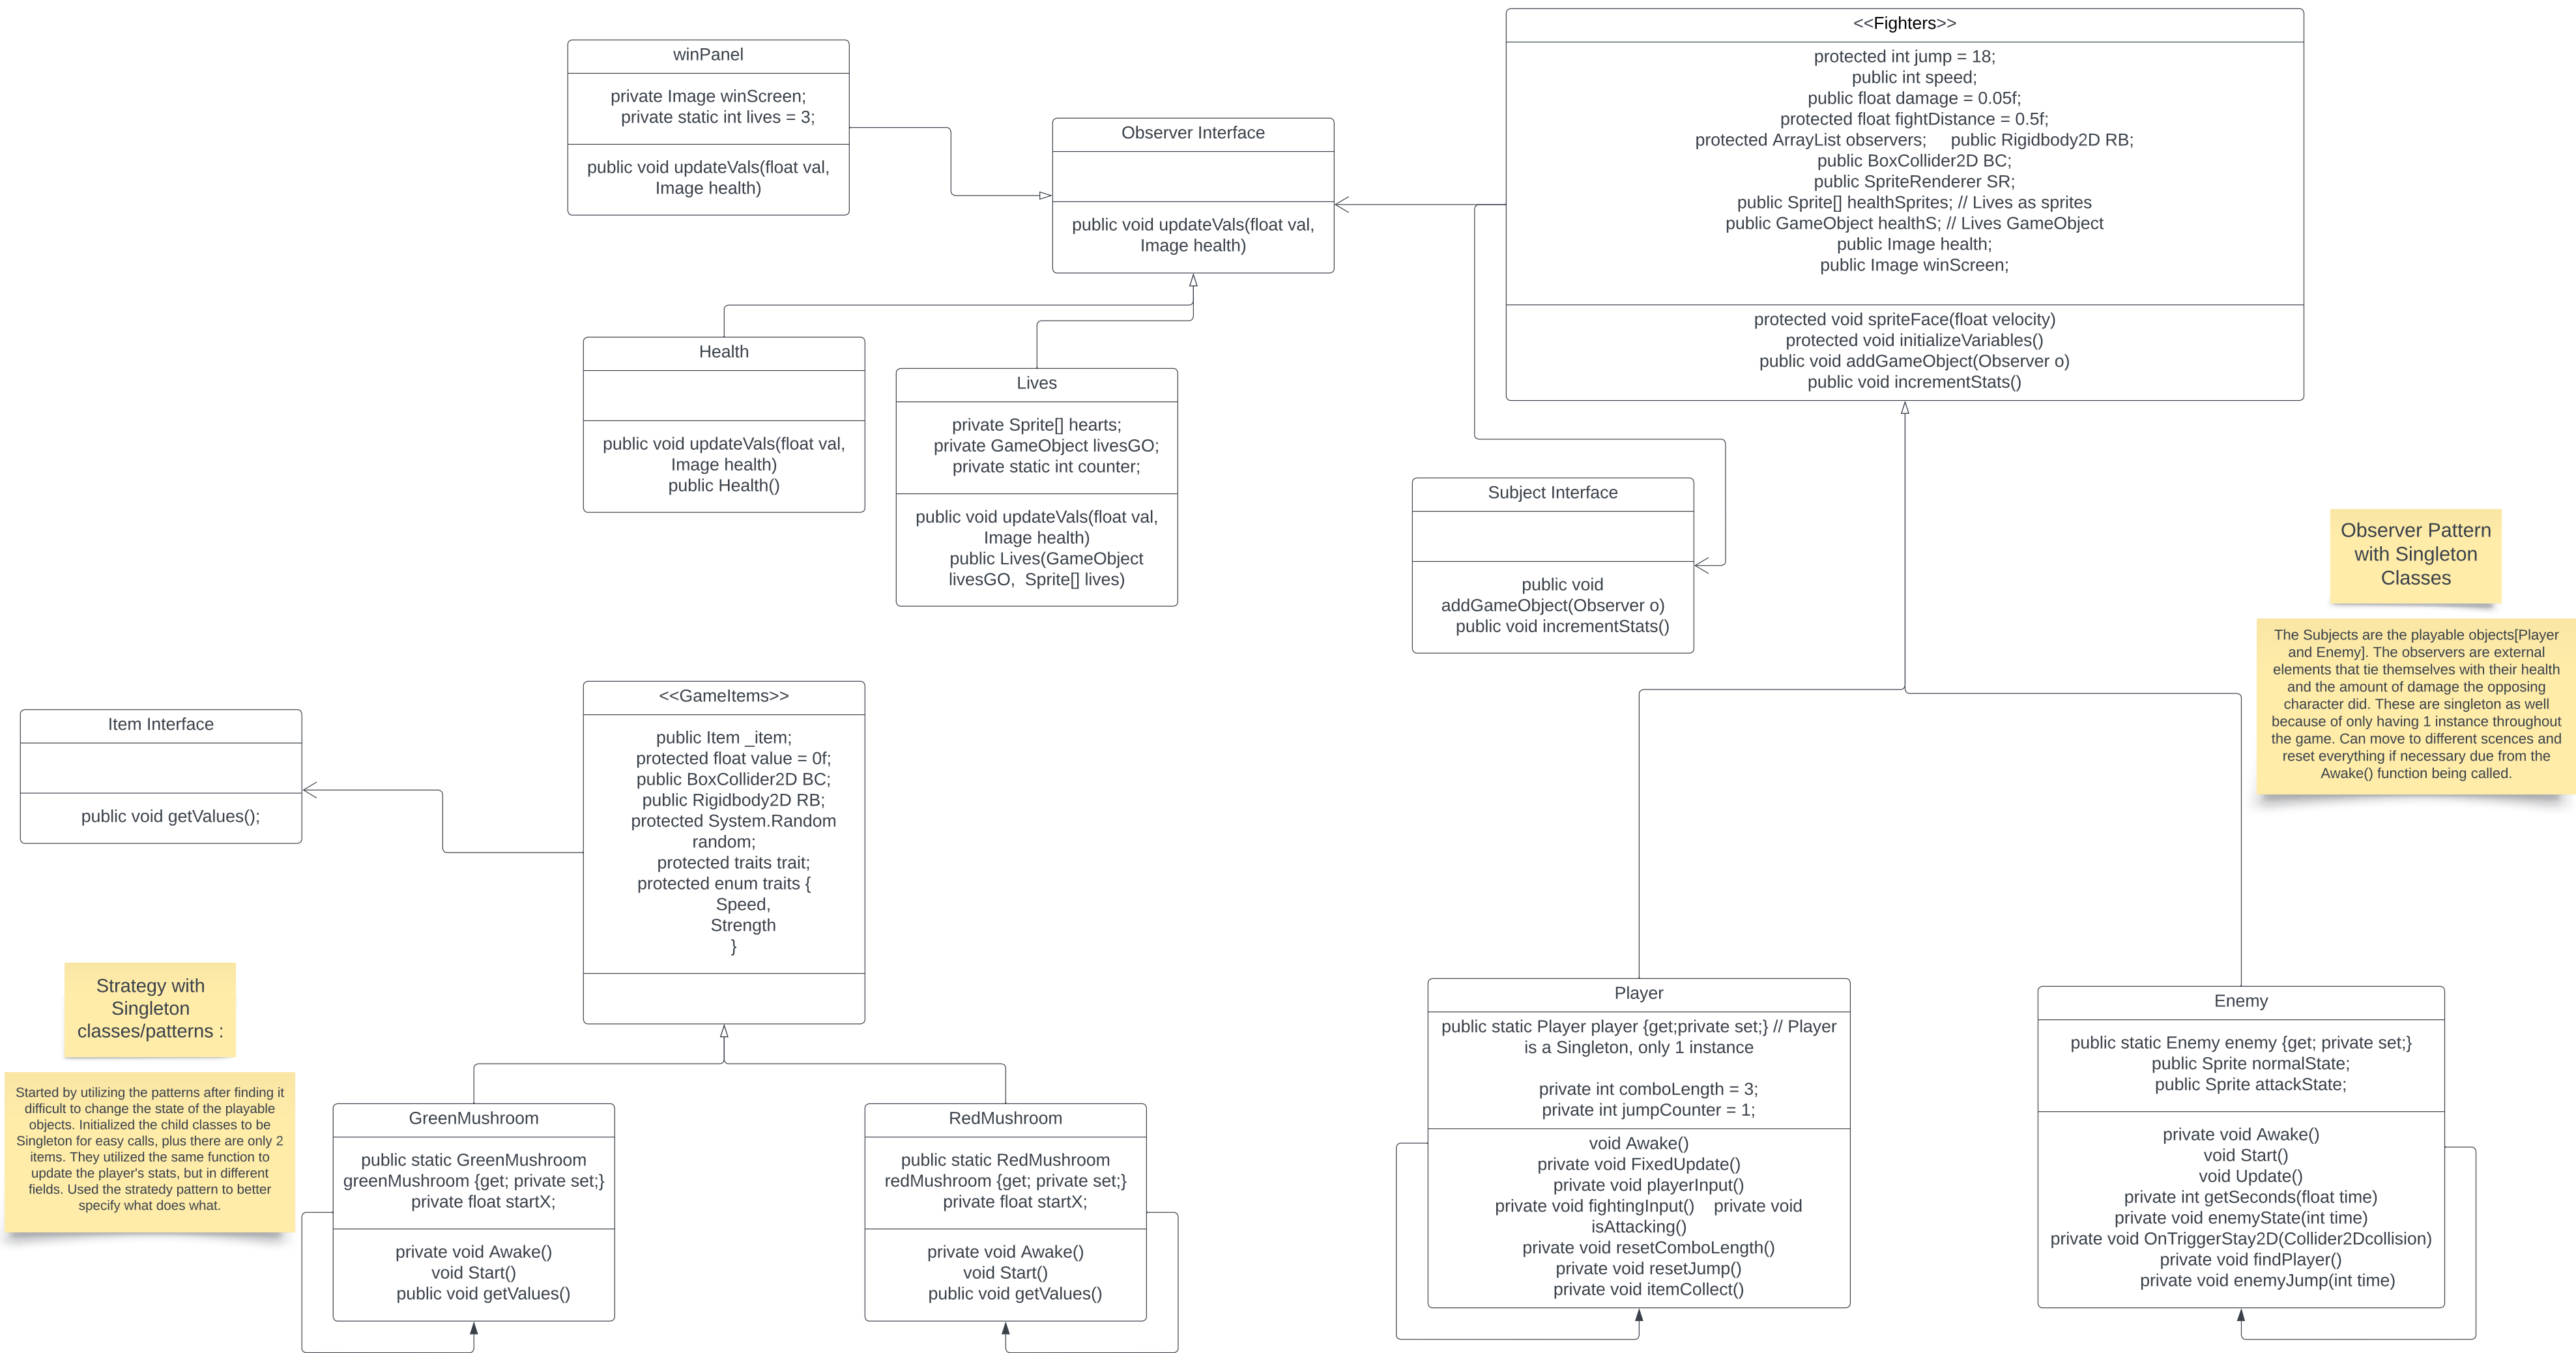 winPanel
private Image winScreen;
private static int lives = 3;
public void updateVals(float val,
Image health)
Observer Interface
public void updateVals(float val,
Image health)
<<Fighters>>
protected int jump = 18;
public int speed;
public float damage = 0.05f;
protected float fightDistance = 0.5f;
protected ArrayList observers;     public Rigidbody2D RB;
public BoxCollider2D BC;
public SpriteRenderer SR;
public Sprite[] healthSprites; // Lives as sprites
public GameObject healthS; // Lives GameObject
public Image health;
public Image winScreen;
protected void spriteFace(float velocity)
protected void initializeVariables()
public void addGameObject(Observer o)
public void incrementStats()
Health
public void updateVals(float val,
Image health)
public Health()
Lives
private Sprite[] hearts;
private GameObject livesGO;
private static int counter;
public void updateVals(float val,
Image health)
public Lives(GameObject
livesGO,  Sprite[] lives)
Subject Interface
public void
addGameObject(Observer o)
public void incrementStats()
Observer Pattern
with Singleton
Classes
The Subjects are the playable objects[Player
and Enemy]. The observers are external
elements that tie themselves with their health
and the amount of damage the opposing
character did. These are singleton as well
because of only having 1 instance throughout
the game. Can move to different scences and
reset everything if necessary due from the
Awake() function being called.
Item Interface
public void getValues();
<<GameItems>>
public Item _item;
protected float value = 0f;
public BoxCollider2D BC;
public Rigidbody2D RB;
protected System.Random
random;
protected traits trait;
protected enum traits {
Speed,
Strength
}
Strategy with
Singleton
classes/patterns :
Started by utilizing the patterns after finding it
difficult to change the state of the playable
objects. Initialized the child classes to be
Singleton for easy calls, plus there are only 2
items. They utilized the same function to
update the player's stats, but in different
fields. Used the stratedy pattern to better
specify what does what.
GreenMushroom
public static GreenMushroom
greenMushroom {get; private set;}
private float startX;
private void Awake()
void Start()
public void getValues()
RedMushroom
public static RedMushroom
redMushroom {get; private set;}
private float startX;
private void Awake()
void Start()
public void getValues()
Player
public static Player player {get;private set;} // Player
is a Singleton, only 1 instance
private int comboLength = 3;
private int jumpCounter = 1;
void Awake()
private void FixedUpdate()
private void playerInput()
private void fightingInput()    private void
isAttacking()
private void resetComboLength()
private void resetJump()
private void itemCollect()
Enemy
public static Enemy enemy {get; private set;}
public Sprite normalState;
public Sprite attackState;
private void Awake()
void Start()
void Update()
private int getSeconds(float time)
private void enemyState(int time)
private void OnTriggerStay2D(Collider2Dcollision)
private void findPlayer()
private void enemyJump(int time)